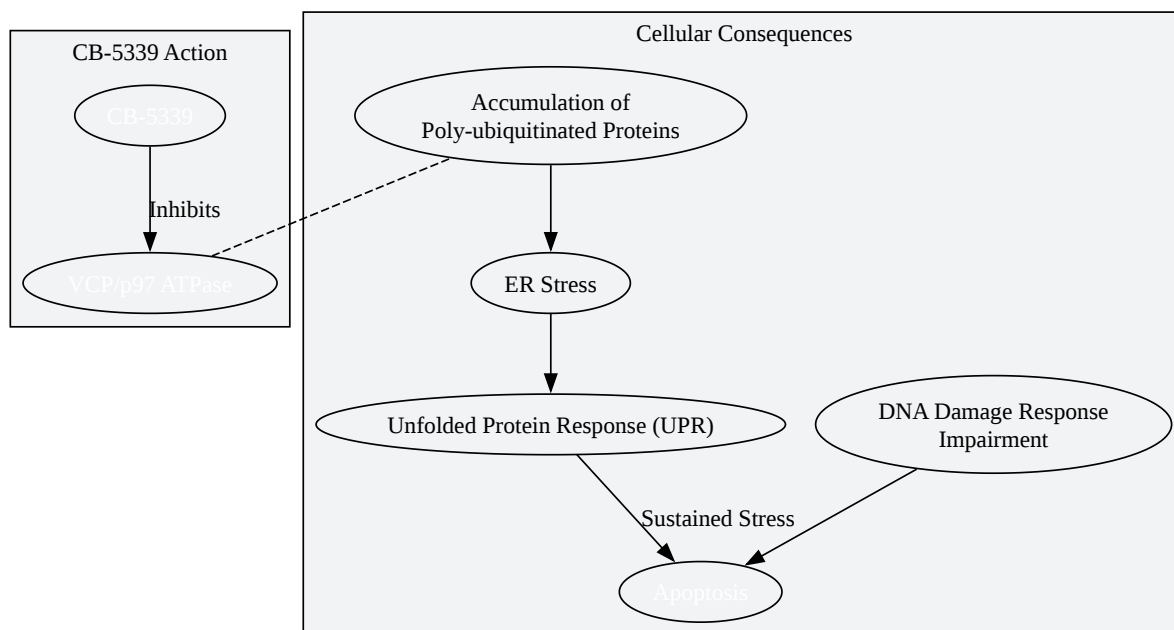 CB-5339 Action
CB-5339
Inhibits
VCP/p97 ATPase
Cellular Consequences
Accumulation of
Poly-ubiquitinated Proteins
ER Stress
Unfolded Protein Response (UPR)
DNA Damage Response
Impairment
Sustained Stress
Apoptosis